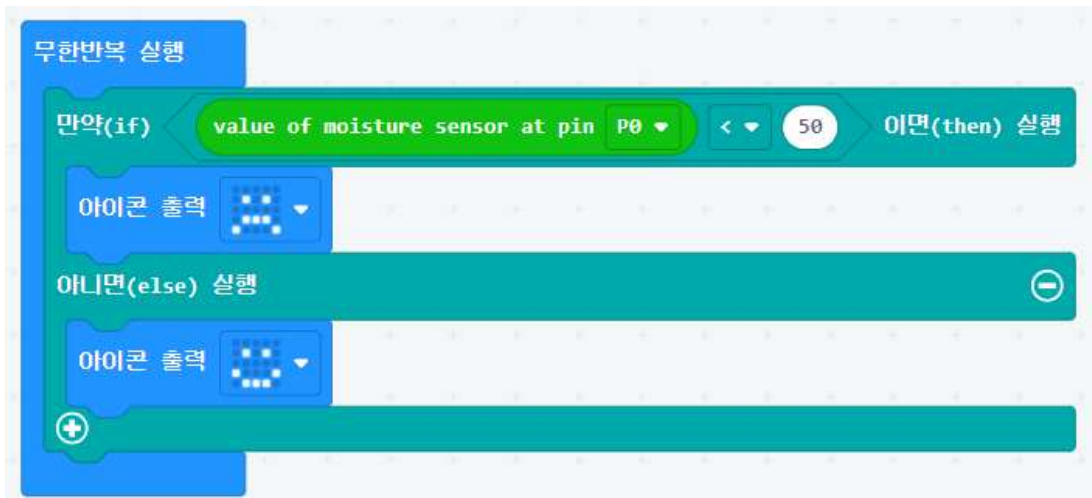 무한반복 실행
만약(if) value of moisture sensor at pin P0 < 50 이면(then) 실행
아이콘 출력
아니면(else) 실행
아이콘 출력